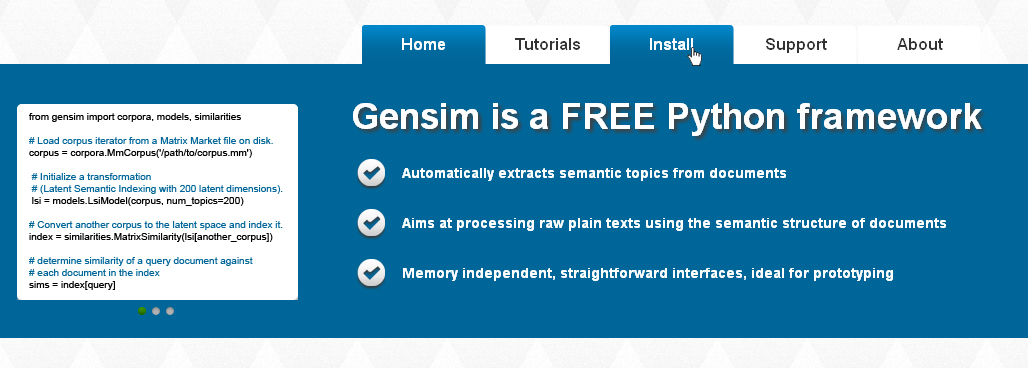 Home Tutorials Install Support About
from gensim import corpora, models, similarities
# Load corpus iterator from a Matrix Market file on disk.
corpus = corpora.MmCorpus('/path/to/corpus.mm')
# Initialize a transformation
# (Latent Semantic Indexing with 200 latent dimensions).
lsi = models.LsiModel(corpus, num_topics=200)
# Convert another corpus to the latent space and index it.
index = similarities.MatrixSimilarity(lsi[another_corpus])
# determine similarity of a query document against
# each document in the index
sims = index[query]
Gensim is a FREE Python framework
Automatically extracts semantic topics from documents
Aims at processing raw plain texts using the semantic structure of documents
Memory independent, straightforward interfaces, ideal for prototyping